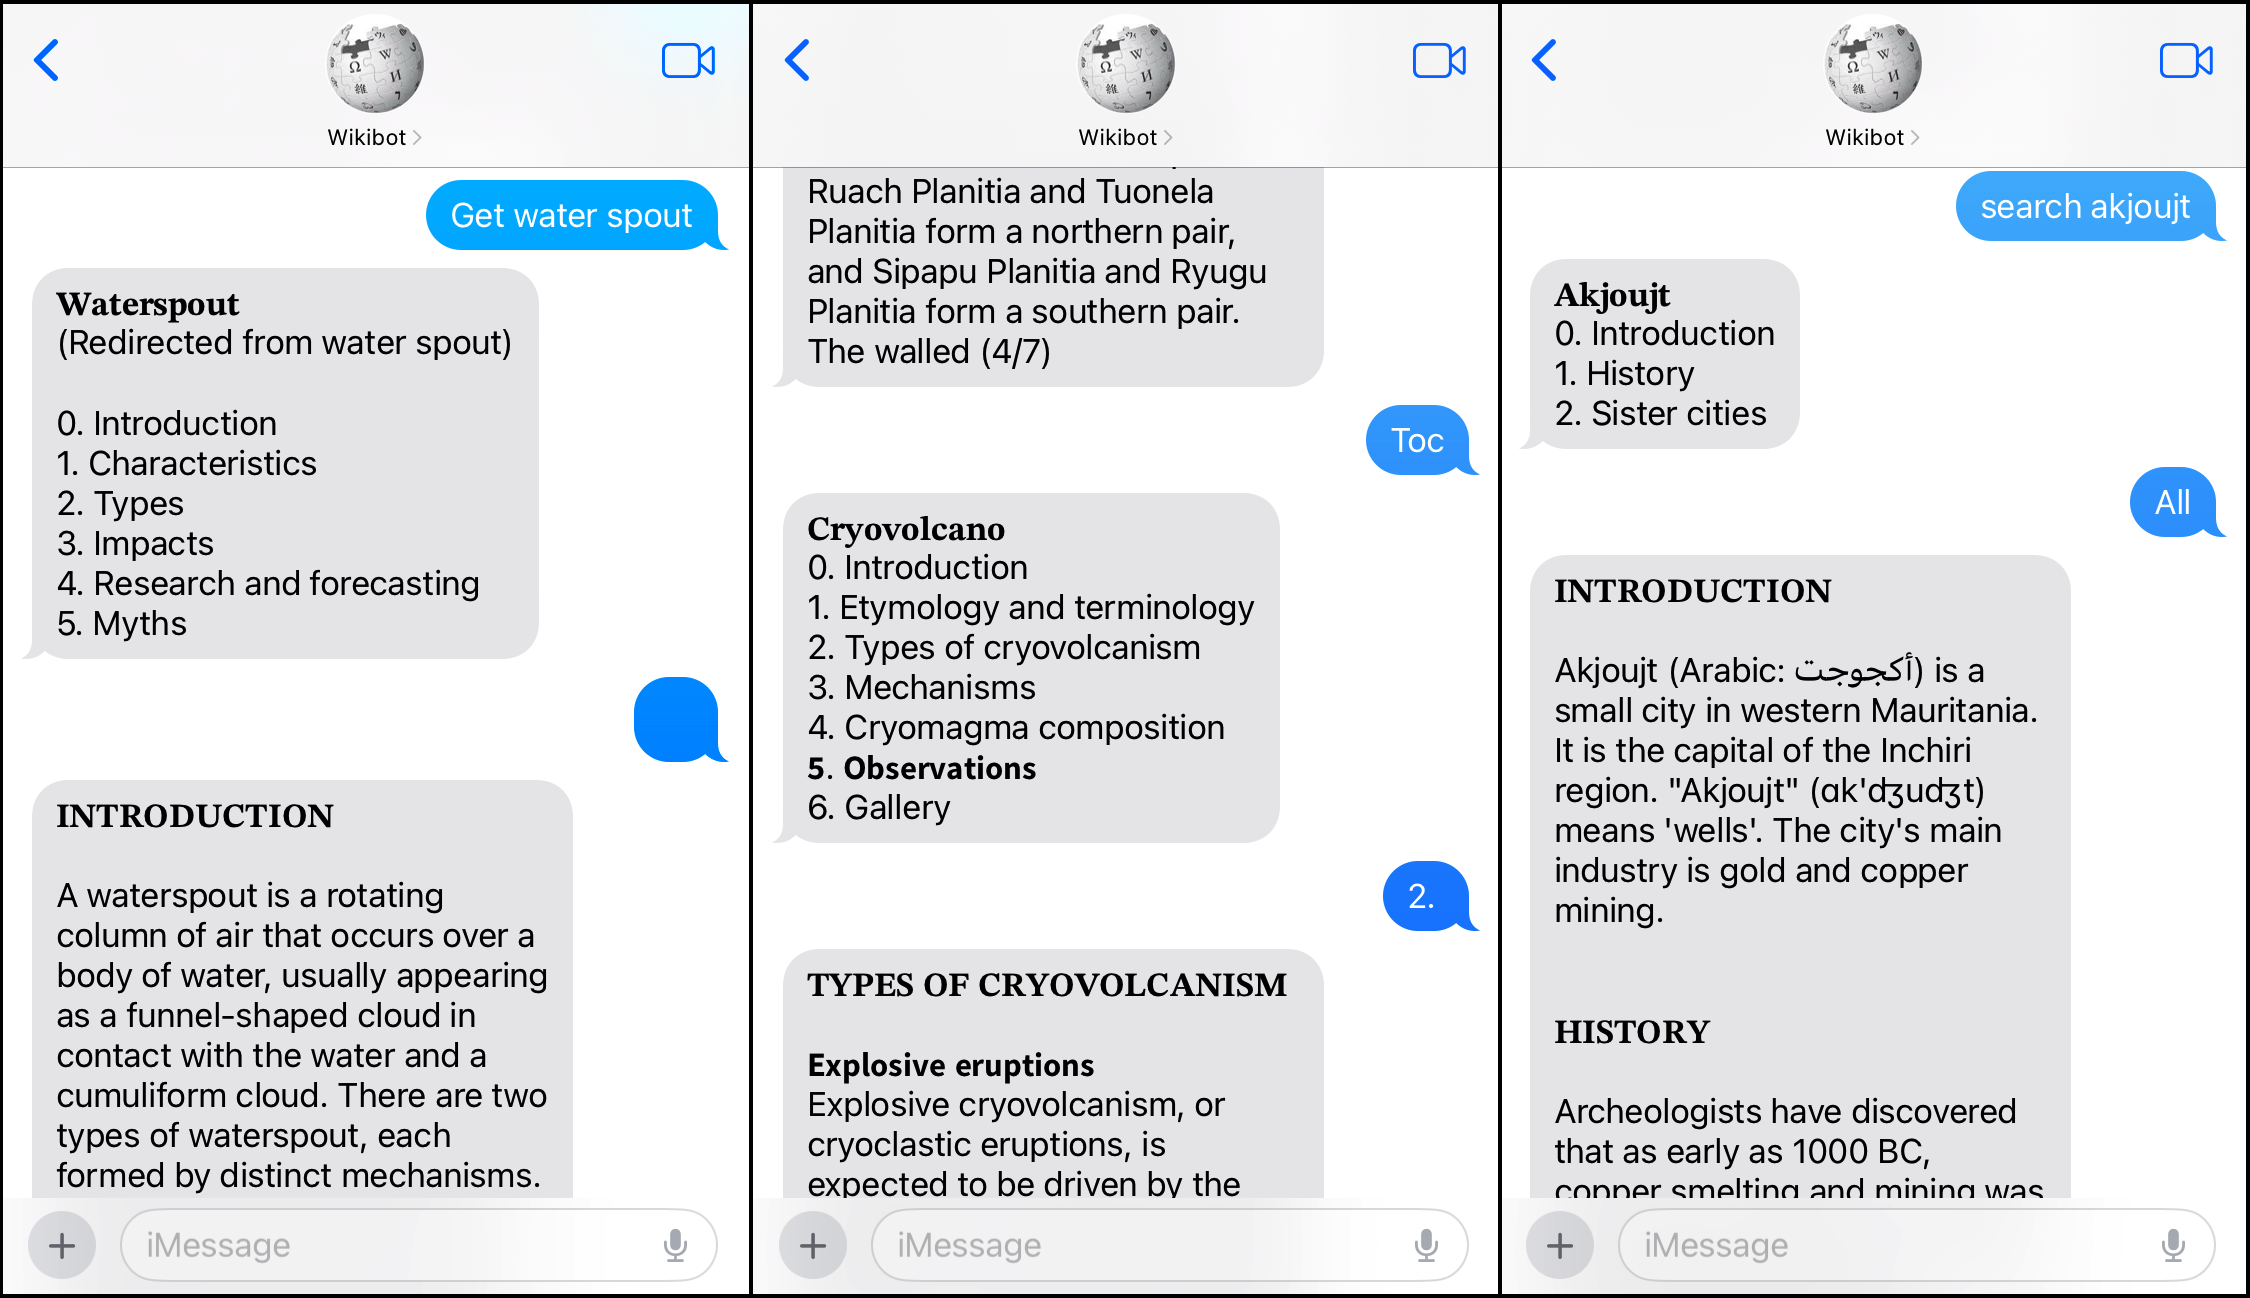 Wikibot
Get water spout
Waterspout
(Redirected from water spout)
0. Introduction
1. Characteristics
2. Types
3. Impacts
4. Research and forecasting
5. Myths
INTRODUCTION
A waterspout is a rotating
column of air that occurs over a
body of water, usually appearing
as a funnel-shaped cloud in
contact with the water and a
cumuliform cloud. There are two
types of waterspout, each
formed by distinct mechanisms.
iMessage
Wikibot
Ruach Planitia and Tuonela
Planitia form a northern pair,
and Sipapu Planitia and Ryugu
Planitia form a southern pair.
The walled (4/7)
Toc
Cryovolcano
0. Introduction
1. Etymology and terminology
2. Types of cryovolcanism
3. Mechanisms
4. Cryomagma composition
5. Observations
6. Gallery
2.
TYPES OF CRYOVOLCANISM
Explosive eruptions
Explosive cryovolcanism, or
cryoclastic eruptions, is
expected to be driven by the
iMessage
Wikibot
search akjoujt
Akjoujt
0. Introduction
1. History
2. Sister cities
All
INTRODUCTION
Akjoujt (Arabic: أكجوجت) is a
small city in western Mauritania.
It is the capital of the Inchiri
region. "Akjoujt" (ɑk'ʤuʤt)
means 'wells'. The city's main
industry is gold and copper
mining.
HISTORY
Archeologists have discovered
that as early as 1000 BC,
copper smelting and mining was
iMessage